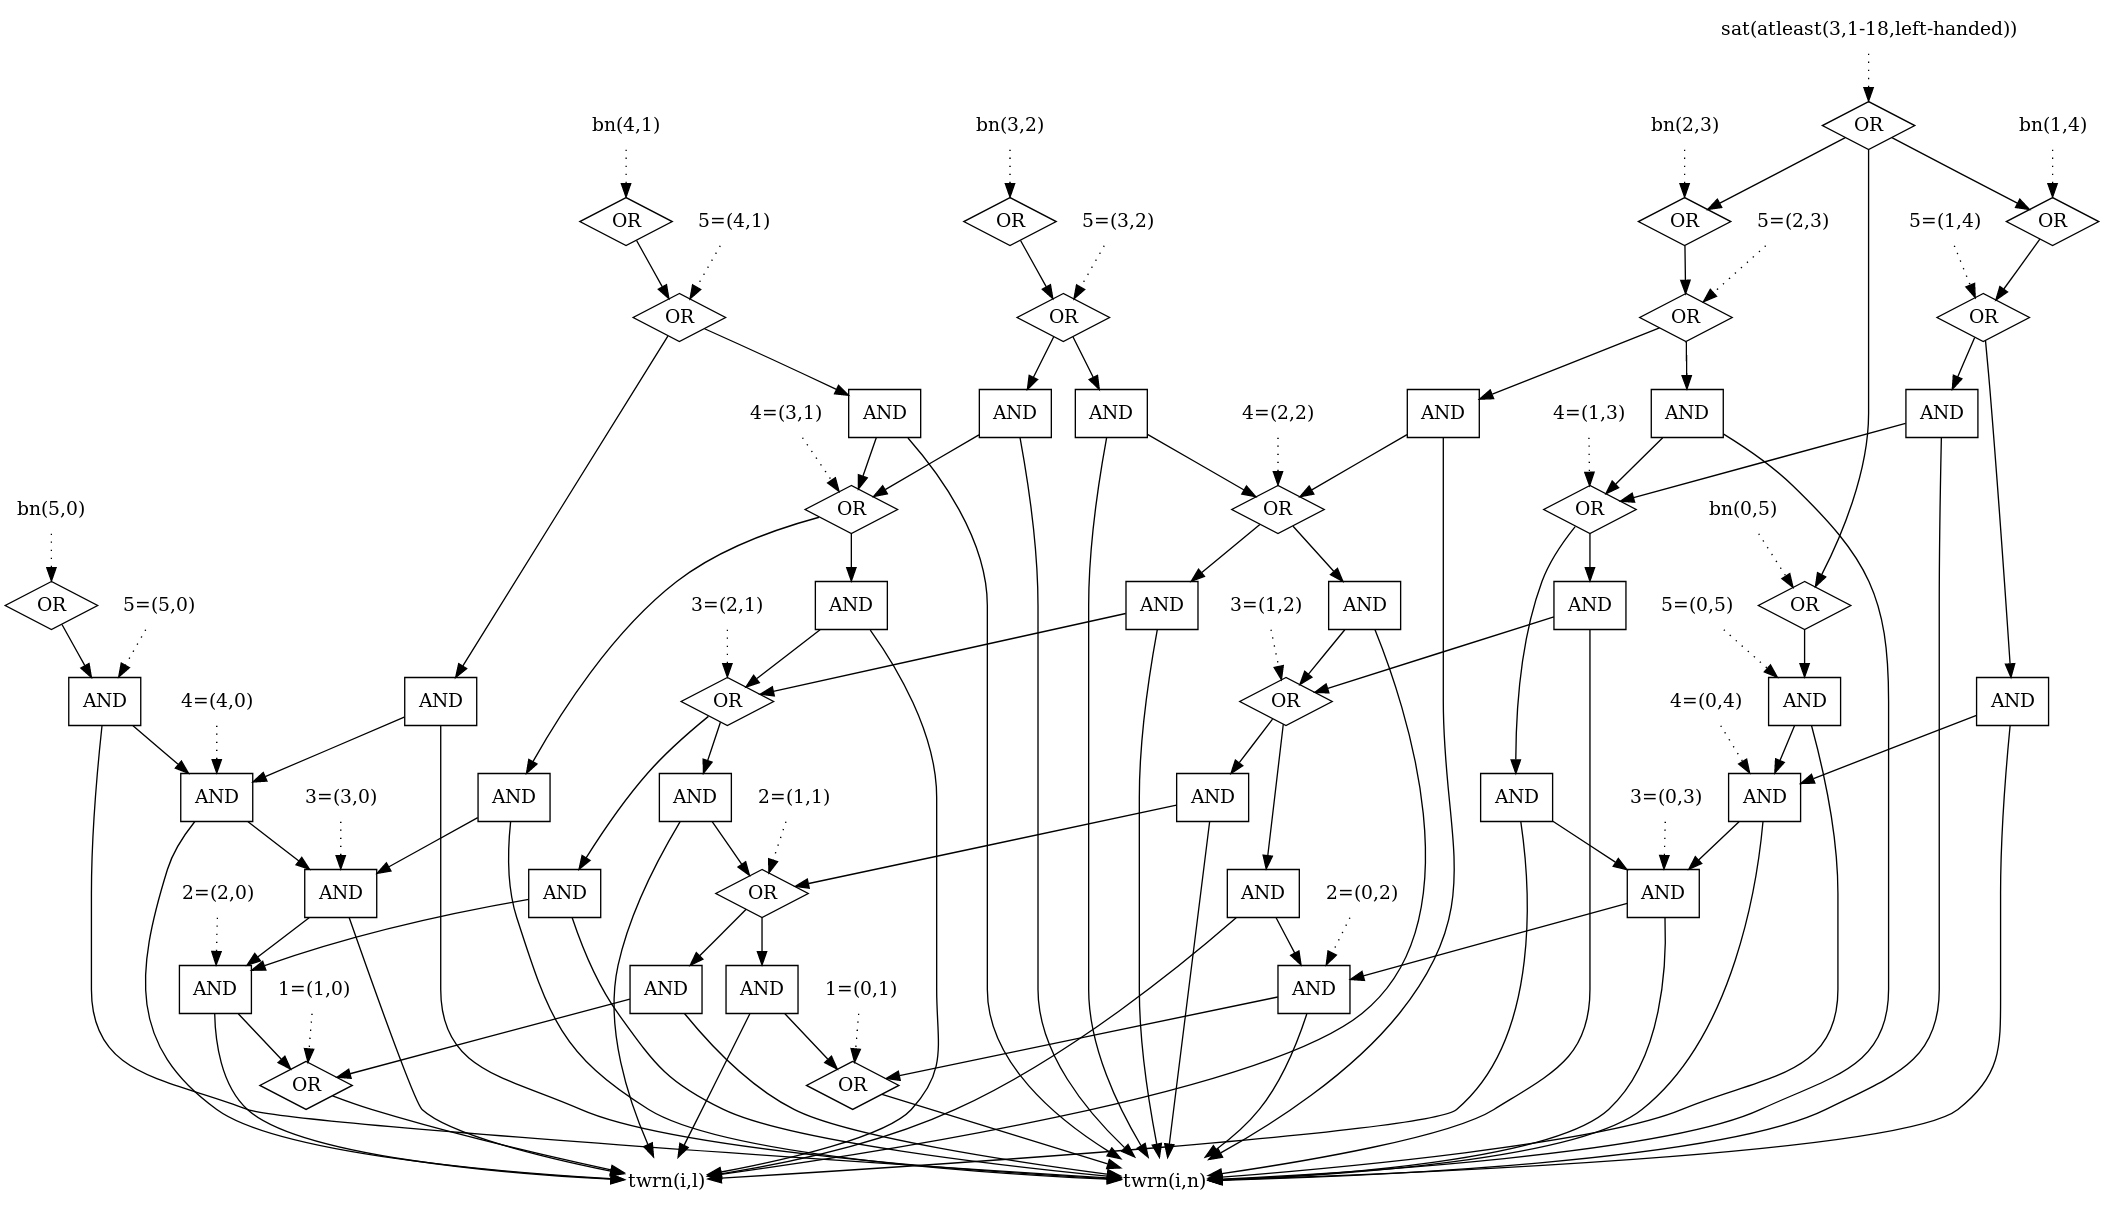 sat(atleast(3,1-18,left-handed))
bn(4,1)
bn(3,2)
bn(2,3)
OR
bn(1,4)
OR
5=(4,1)
OR
5=(3,2)
OR
5=(2,3)
5=(1,4)
OR
OR
OR
OR
OR
4=(3,1)
AND
AND
AND
4=(2,2)
AND
4=(1,3)
AND
AND
bn(5,0)
OR
OR
OR
bn(0,5)
OR
5=(5,0)
3=(2,1)
AND
AND
3=(1,2)
AND
AND
5=(0,5)
OR
AND
4=(4,0)
AND
OR
OR
4=(0,4)
AND
AND
AND
3=(3,0)
AND
AND
2=(1,1)
AND
AND
3=(0,3)
AND
2=(2,0)
AND
AND
OR
AND
2=(0,2)
AND
AND
1=(1,0)
AND
AND
1=(0,1)
AND
OR
OR
twrn(i,l)
twrn(i,n)